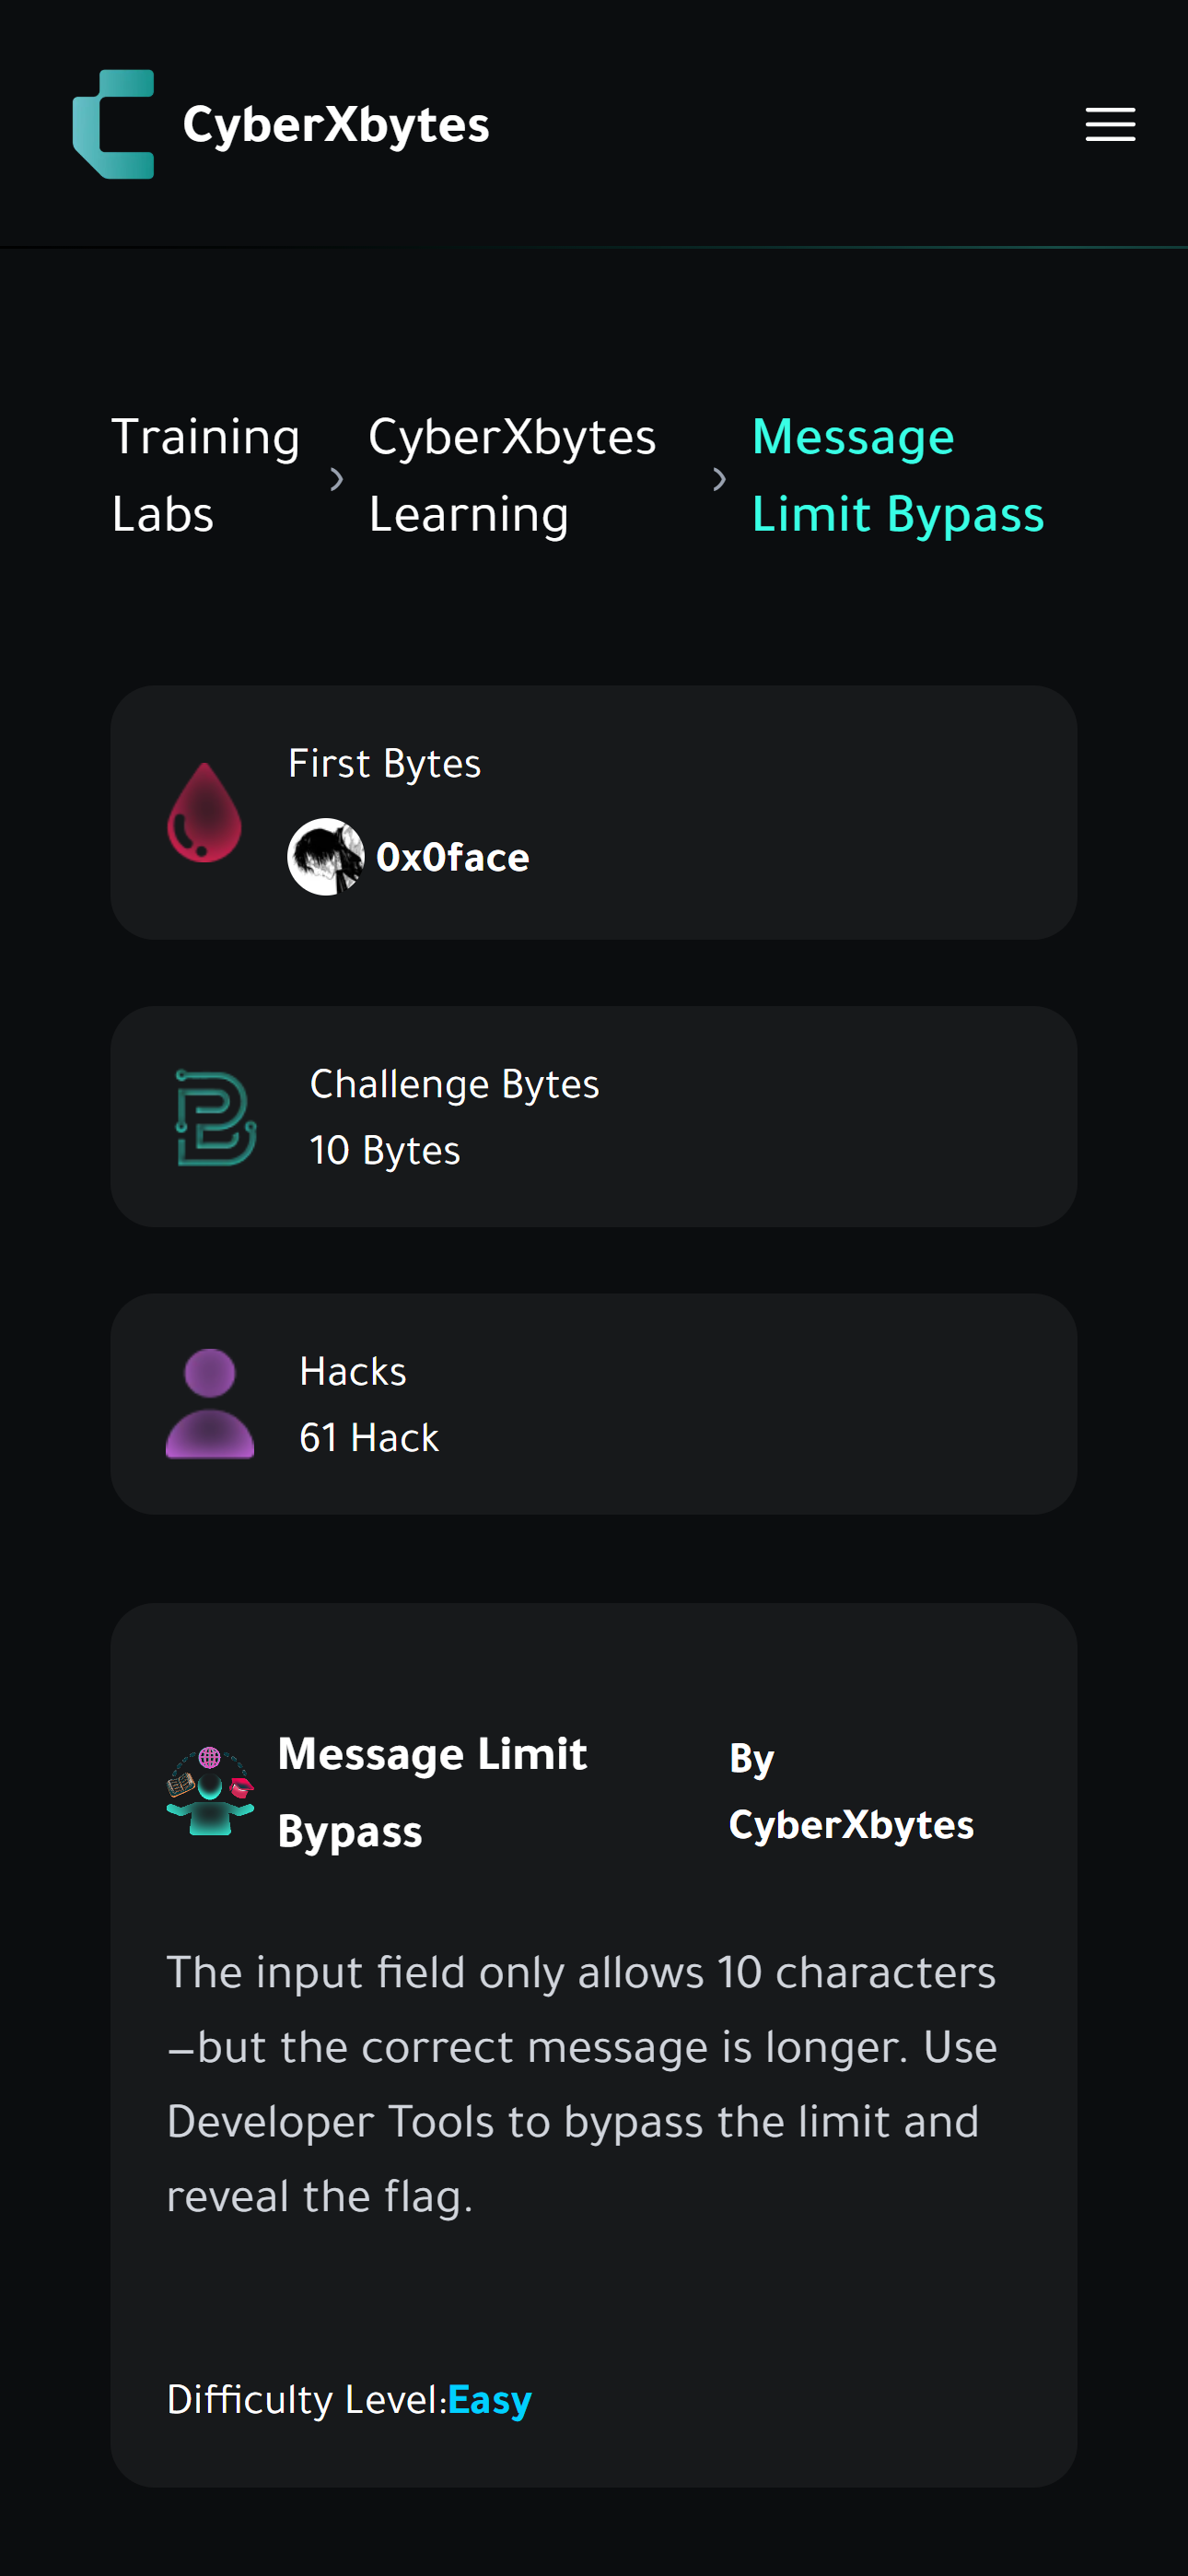 CyberXbytes
Training Labs
CyberXbytes Learning
Message Limit Bypass
First Bytes
0x0face
Challenge Bytes
10 Bytes
Hacks
61 Hack
Message Limit Bypass
By CyberXbytes
The input field only allows 10 characters
—but the correct message is longer. Use
Developer Tools to bypass the limit and
reveal the flag.
Difficulty Level:Easy